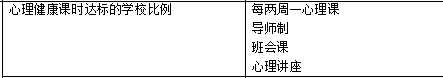 心理健康课时达标的学校比例
每两周一心理课
导师制
班会课
心理讲座